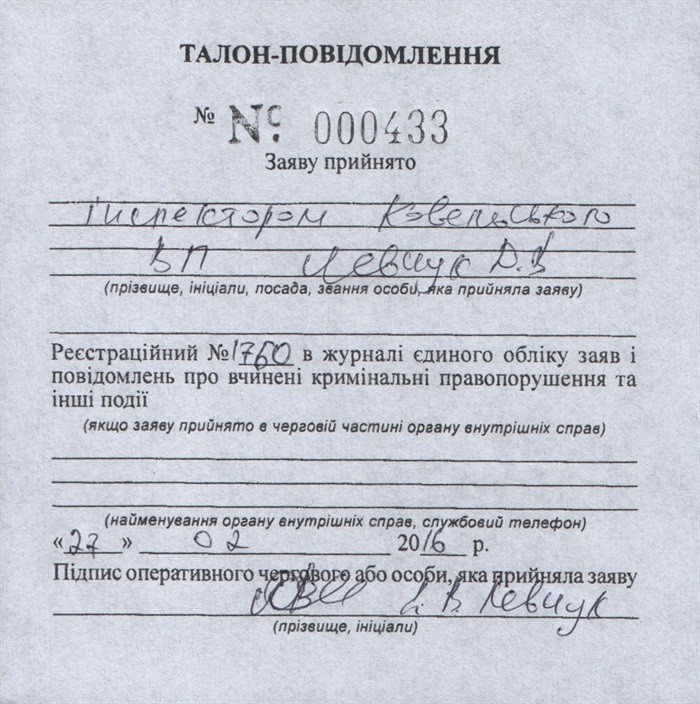 ТАЛОН-ПОВІДОМЛЕННЯ
№ № 000433
Заяву прийнято
інспектором Ковельського
ВП Левчук Д.В
(прізвище, ініціали, посада, звання особи, яка прийняла заяву)
Реєстраційний № 1760 в журналі єдиного обліку заяв і
повідомлень про вчинені кримінальні правопорушення та
інші події
(якщо заяву прийнято в черговій частині органу внутрішніх справ)
(найменування органу внутрішніх справ, службовий телефон)
«27» 02 2016 р.
Підпис оперативного чергового або особи, яка прийняла заяву
В. Левчук
(прізвище, ініціали)